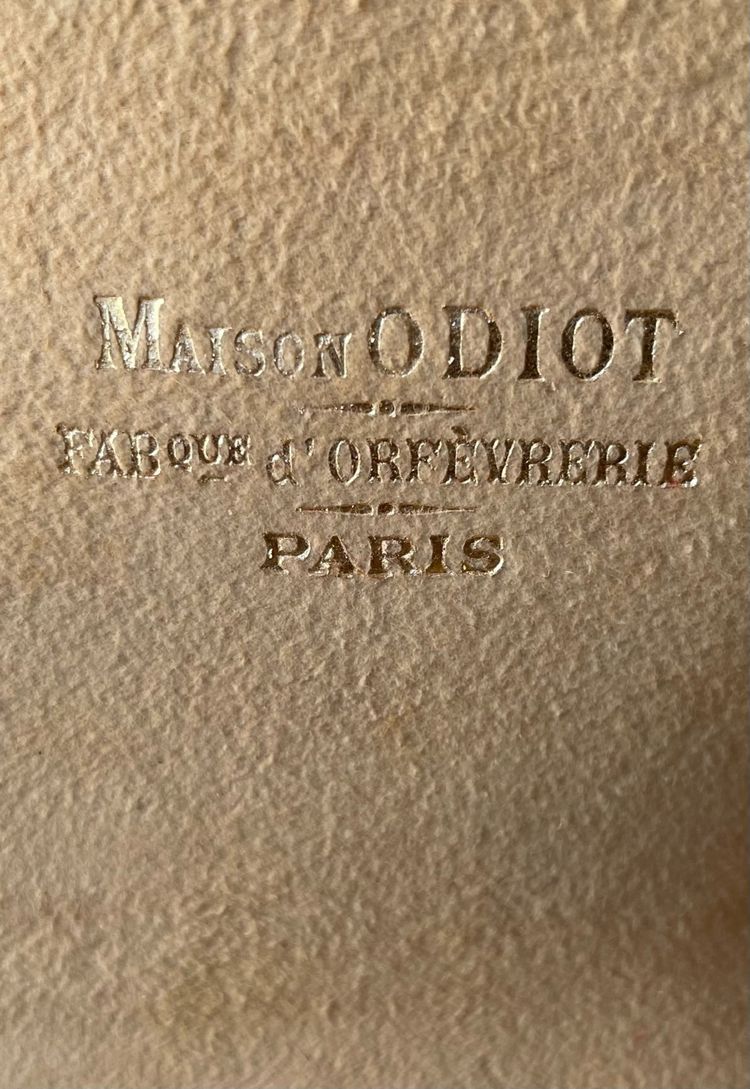 Maison ODIOT
FABQUE d'ORFÈVRERIE
PARIS